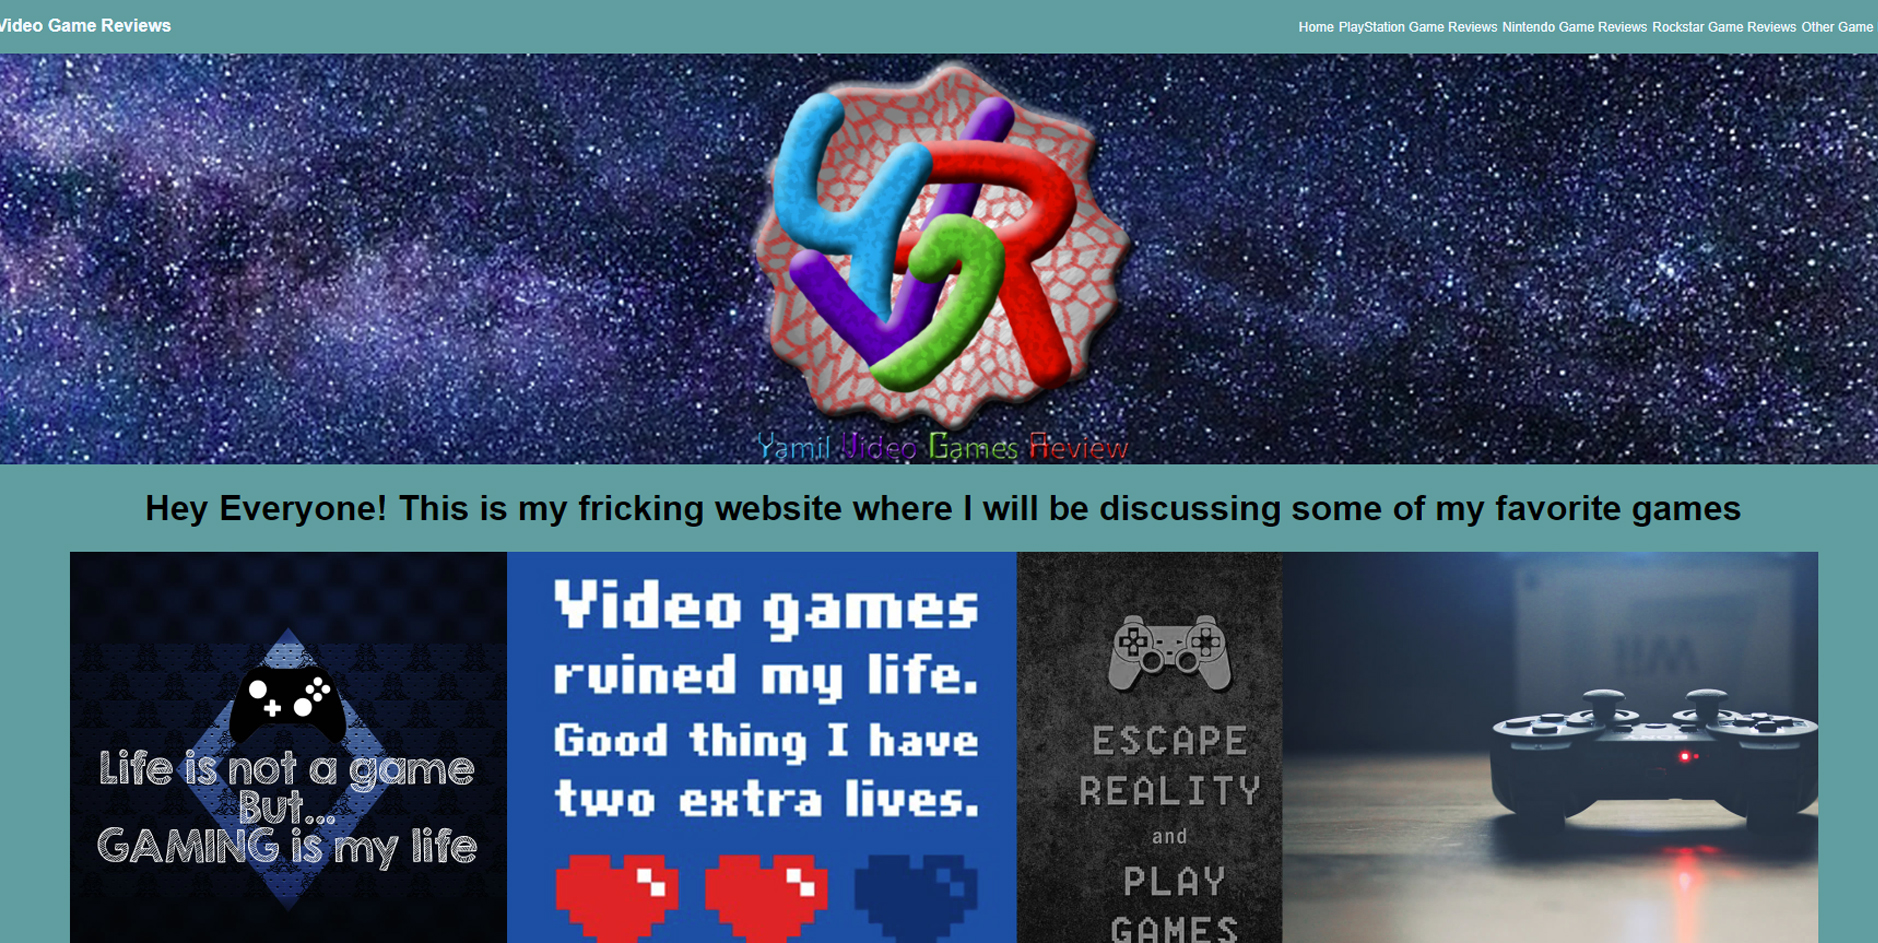 Video Game Reviews
Home PlayStation Game Reviews Nintendo Game Reviews Rockstar Game Reviews Other Game
YVGR
Yamil Video Games Review
Hey Everyone! This is my fricking website where I will be discussing some of my favorite games
Life is not a game
But...
GAMING is my life
Video games
ruined my life.
Good thing I have
two extra lives.
ESCAPE
REALITY
and
PLAY
GAMES
SONY